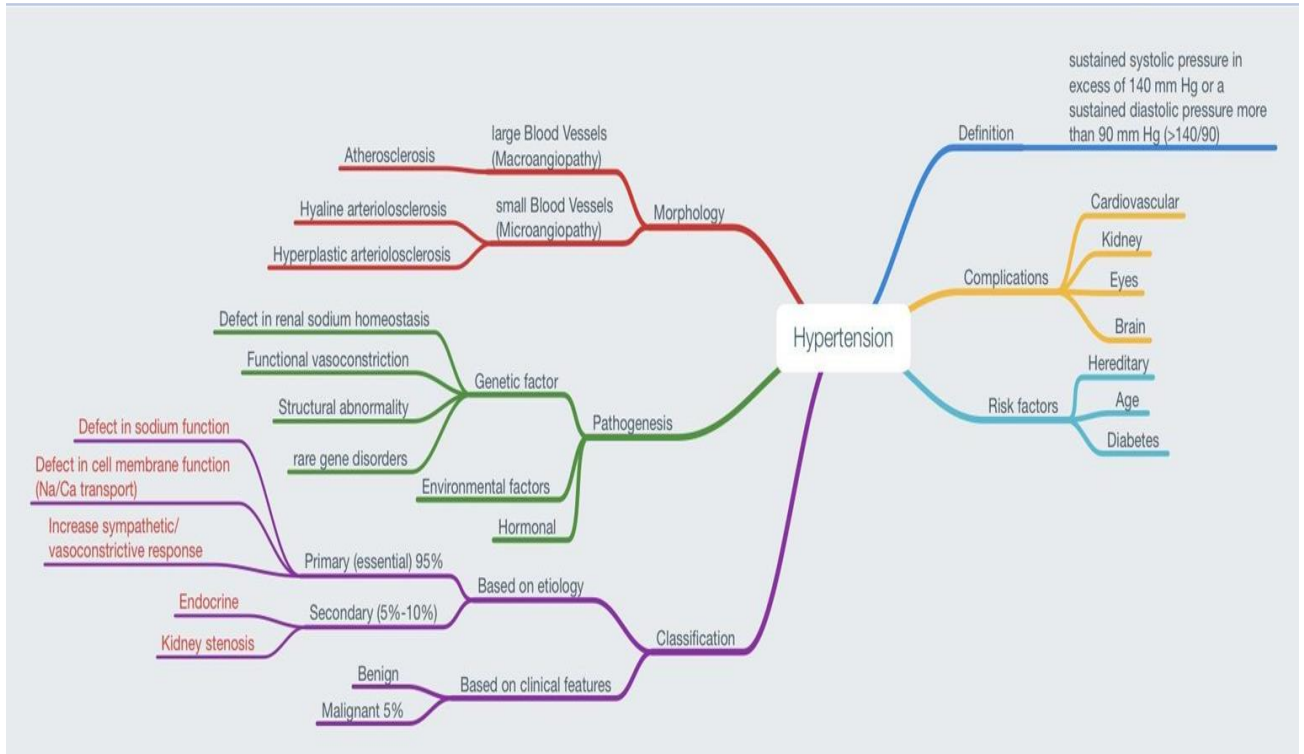 Hypertension
Definition
sustained systolic pressure in
excess of 140 mm Hg or a
sustained diastolic pressure more
than 90 mm Hg (>140/90)
Complications
Cardiovascular
Kidney
Eyes
Brain
Risk factors
Hereditary
Age
Diabetes
Morphology
large Blood Vessels
(Macroangiopathy)
Atherosclerosis
small Blood Vessels
(Microangiopathy)
Hyaline arteriolosclerosis
Hyperplastic arteriolosclerosis
Pathogenesis
Genetic factor
Defect in renal sodium homeostasis
Functional vasoconstriction
Structural abnormality
rare gene disorders
Environmental factors
Hormonal
Classification
Based on etiology
Primary (essential) 95%
Defect in sodium function
Defect in cell membrane function
(Na/Ca transport)
Increase sympathetic/
vasoconstrictive response
Secondary (5%-10%)
Endocrine
Kidney stenosis
Based on clinical features
Benign
Malignant 5%